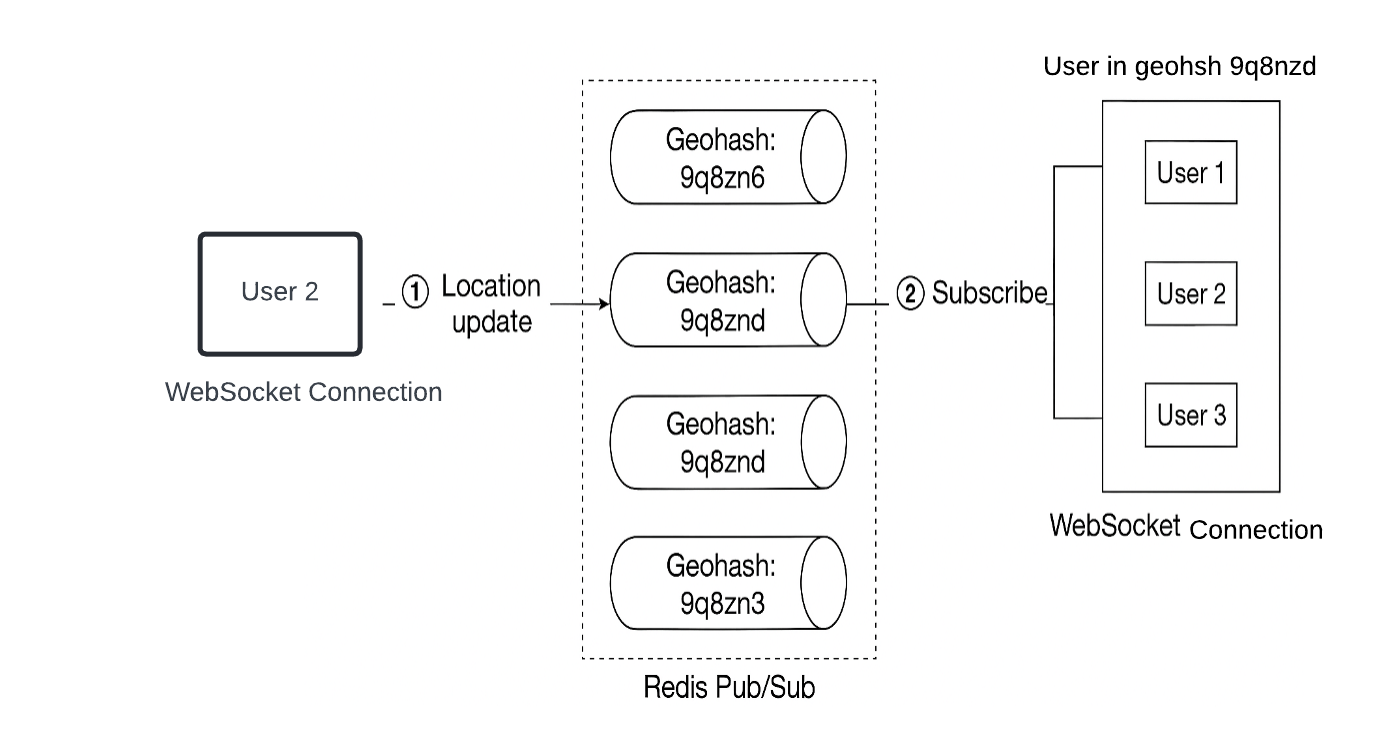 User in geohsh 9q8nzd
User 2
WebSocket Connection
① Location
update
Geohash:
9q8zn6
Geohash:
9q8znd
Geohash:
9q8znd
Geohash:
9q8zn3
Redis Pub/Sub
② Subscribe
User 1
User 2
User 3
WebSocket Connection